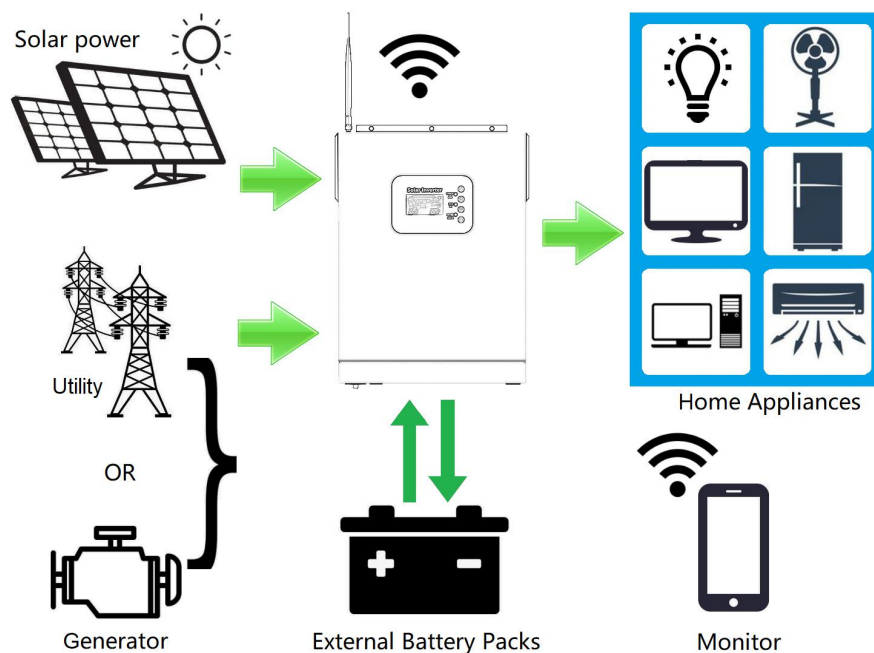 Solar power
Solar Inverter
Utility
Home Appliances
OR
Generator
External Battery Packs
Monitor